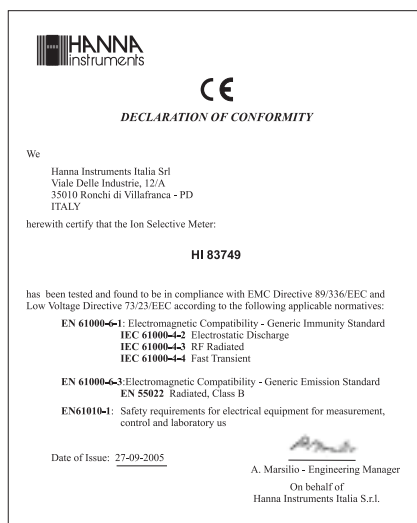 HANNA
instruments
CE
DECLARATION OF CONFORMITY
We
Hanna Instruments Italia Srl
Viale Delle Industrie, 12/A
35010 Ronchi di Villafranca - PD
ITALY
herewith certify that the Ion Selective Meter:
HI 83749
has been tested and found to be in compliance with EMC Directive 89/336/EEC and
Low Voltage Directive 73/23/EEC according to the following applicable normatives:
EN 61000-6-1: Electromagnetic Compatibility - Generic Immunity Standard
IEC 61000-4-2 Electrostatic Discharge
IEC 61000-4-3 RF Radiated
IEC 61000-4-4 Fast Transient
EN 61000-6-3:Electromagnetic Compatibility - Generic Emission Standard
EN 55022 Radiated, Class B
EN61010-1: Safety requirements for electrical equipment for measurement,
control and laboratory us
Date of Issue: 27-09-2005
A. Marsilio - Engineering Manager
On behalf of
Hanna Instruments Italia S.r.l.